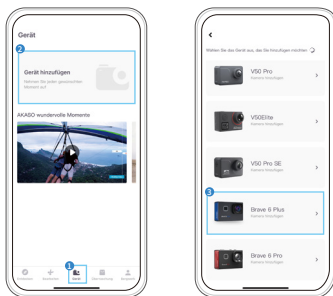 Gerät
2
Gerät hinzufügen
Nehmen Sie jeden gewünschten
Moment auf
AKASO wundervolle Momente
1
Entdecken
Gerät
Wählen Sie das Gerät aus, das Sie hinzufügen möchten
V50 Pro
Kamera hinzufügen
V50Elite
Kamera hinzufügen
V50 Pro SE
Kamera hinzufügen
3
Brave 6 Plus
Kamera hinzufügen
Brave 6 Pro
Kamera hinzufügen